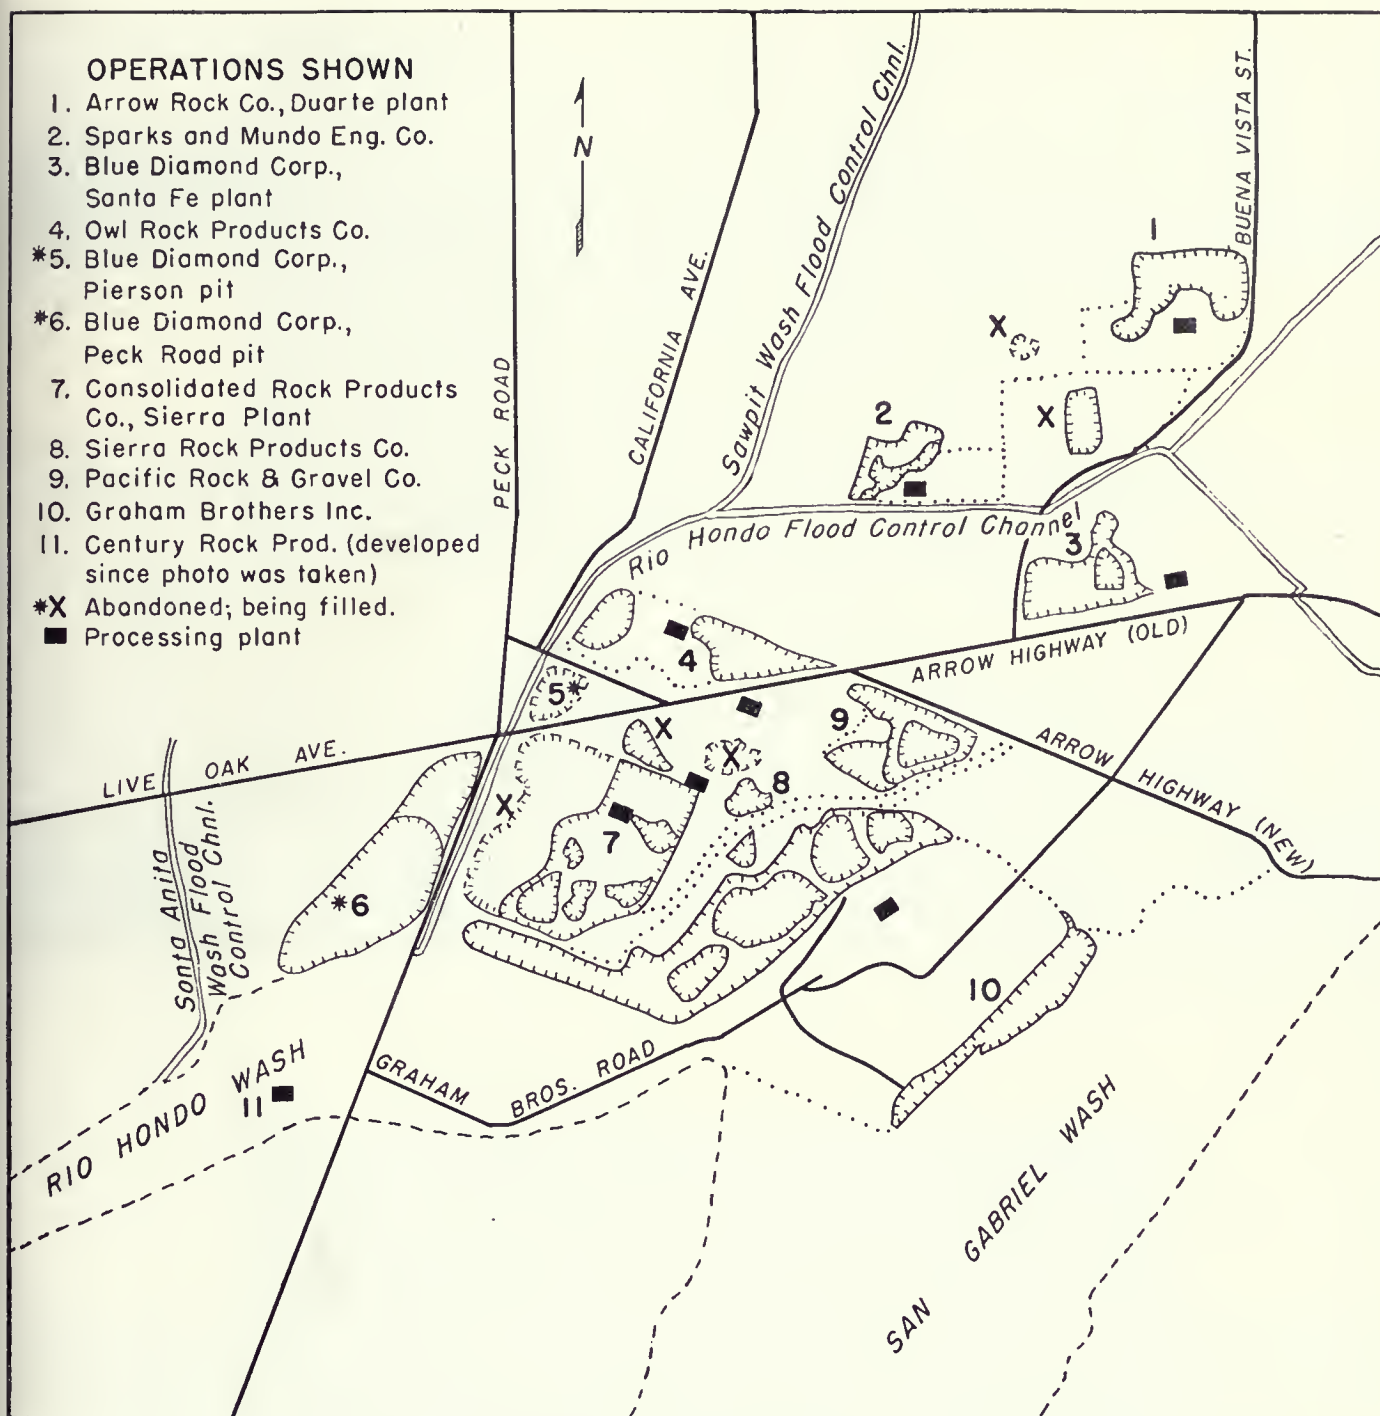 OPERATIONS SHOWN
1. Arrow Rock Co., Duarte plant
2. Sparks and Mundo Eng. Co.
3. Blue Diamond Corp.,
Santa Fe plant
4. Owl Rock Products Co.
*5. Blue Diamond Corp.,
Pierson pit
*6. Blue Diamond Corp.,
Peck Road pit
7. Consolidated Rock Products
Co., Sierra Plant
8. Sierra Rock Products Co.
9. Pacific Rock & Gravel Co.
10. Graham Brothers Inc.
11. Century Rock Prod. (developed
since photo was taken)
*X Abandoned; being filled.
Processing plant
N
PECK ROAD
CALIFORNIA AVE.
Sawpit Wash Flood Control Chnl.
BUENA VISTA ST.
1
X
X
2
Rio Hondo Flood Control Channel
3
4
ARROW HIGHWAY (OLD)
5*
X
9
ARROW HIGHWAY (NEW)
LIVE OAK AVE.
X
8
X
7
*6
Santa Anita
Wash Flood
Control Chnl.
10
GRAHAM BROS. ROAD
RIO HONDO WASH
11
SAN GABRIEL WASH